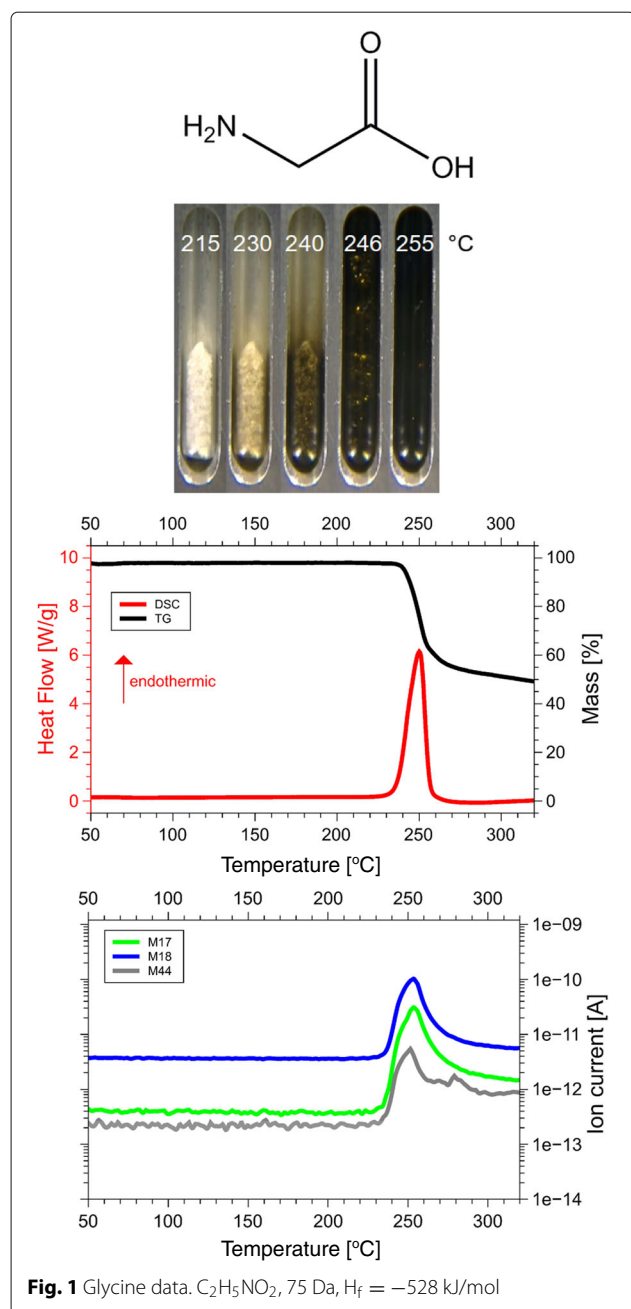 O
H₂N
OH
215 230 240 246 255 °C
50 100 150 200 250 300
10 100
8 80
6 60
4 40
2 20
0 0
Heat Flow [W/g]
Mass [%]
DSC
TG
endothermic
50 100 150 200 250 300
Temperature [ºC]
50 100 150 200 250 300
M17
M18
M44
1e-09
1e-10
1e-11
1e-12
1e-13
1e-14
Ion current [A]
50 100 150 200 250 300
Temperature [ºC]
Fig. 1 Glycine data. C₂H₅NO₂, 75 Da, H_f = −528 kJ/mol